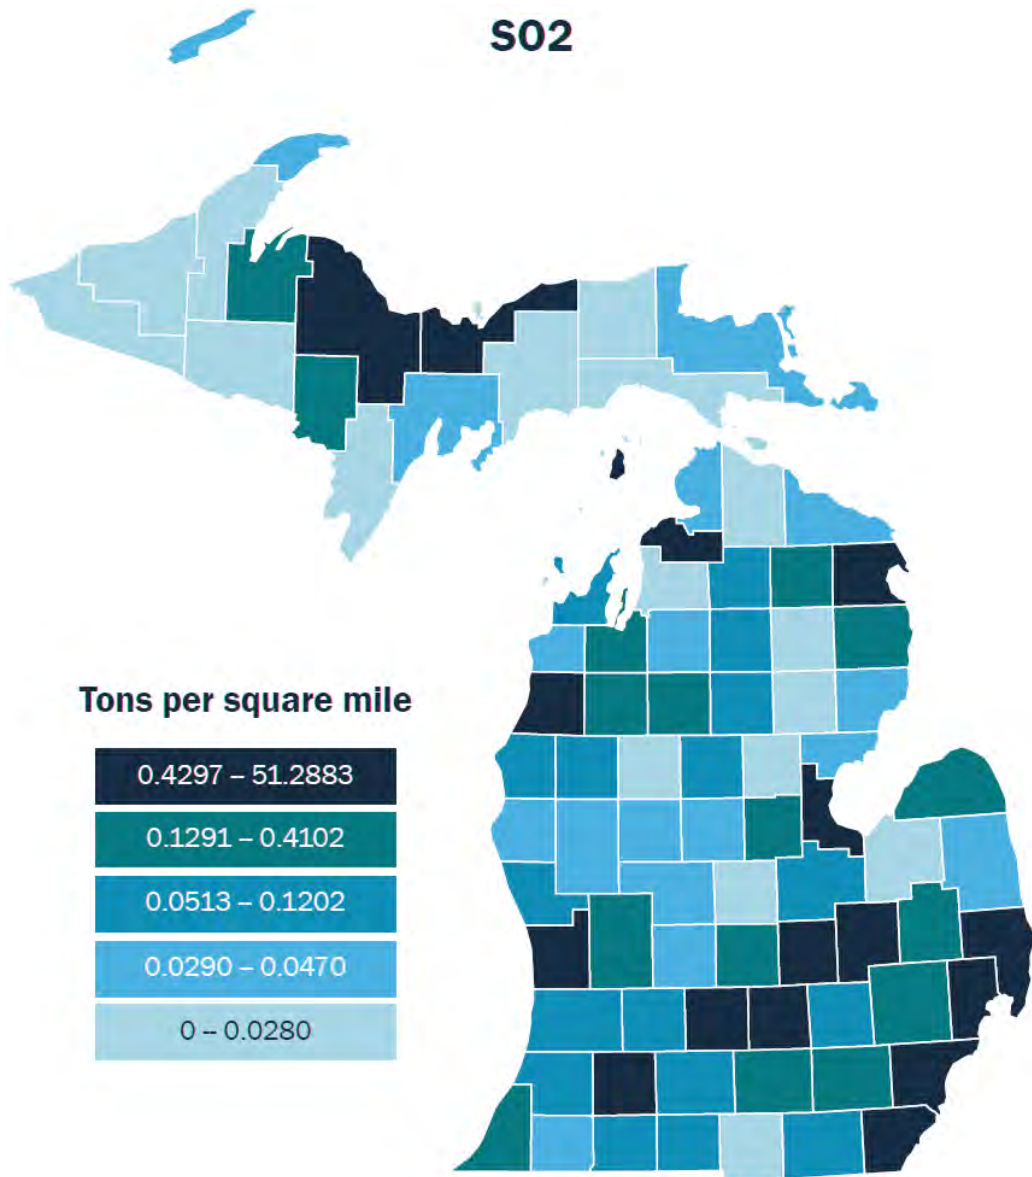 SO2
Tons per square mile
0.4297 – 51.2883
0.1291 – 0.4102
0.0513 – 0.1202
0.0290 – 0.0470
0 – 0.0280